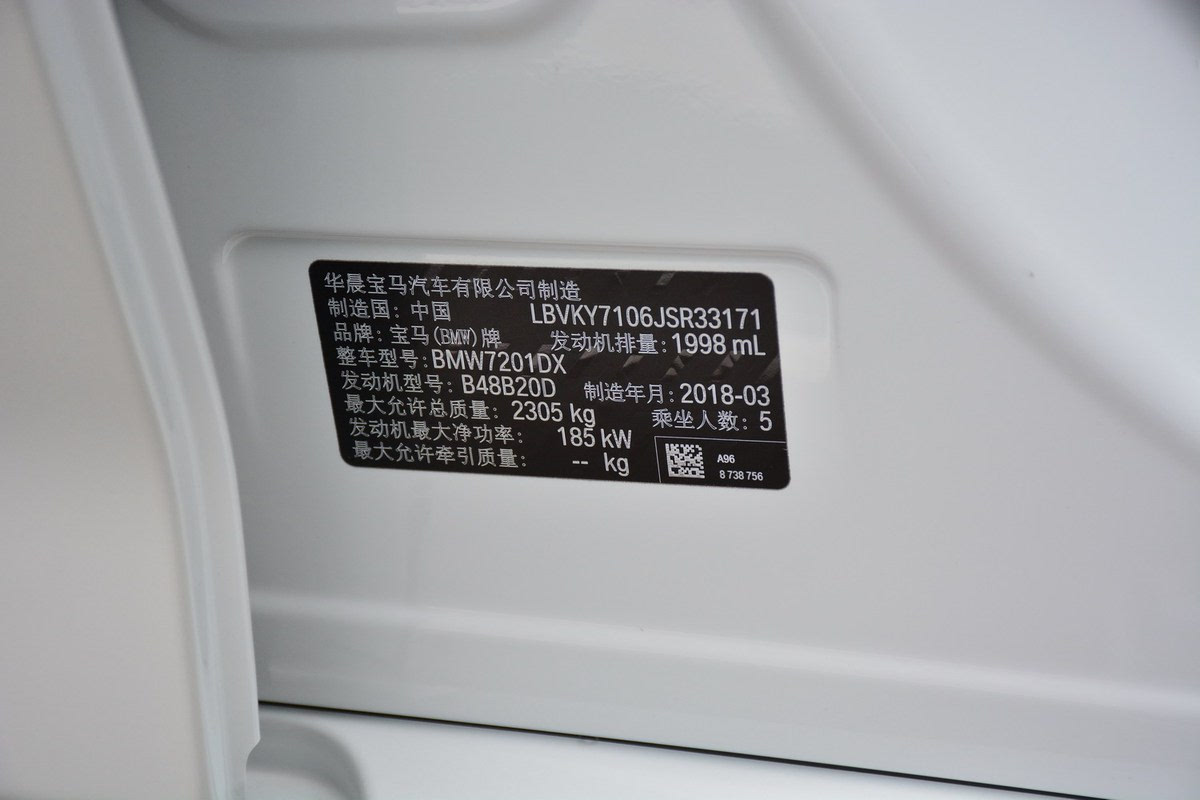 华晨宝马汽车有限公司制造
制造国：中国 LBVKY7106JSR33171
品牌：宝马(BMW)牌 发动机排量：1998 mL
整车型号：BMW7201DX
发动机型号：B48B20D 制造年月：2018-03
最大允许总质量：2305 kg 乘坐人数：5
发动机最大净功率：185 kW
最大允许牵引质量：-- kg
A96
8 738 756